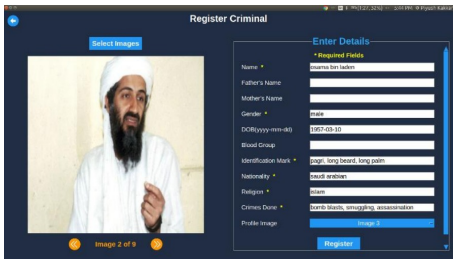 Register Criminal
Select Images
Image 2 of 9
Enter Details
* Required Fields
Name * osama bin laden
Father's Name
Mother's Name
Gender * male
DOB(yyyy-mm-dd) 1957-03-10
Blood Group
Identification Mark * pagri, long beard, long palm
Nationality * saudi arabian
Religion * islam
Crimes Done * bomb blasts, smuggling, assassination
Profile Image Image 3
Register